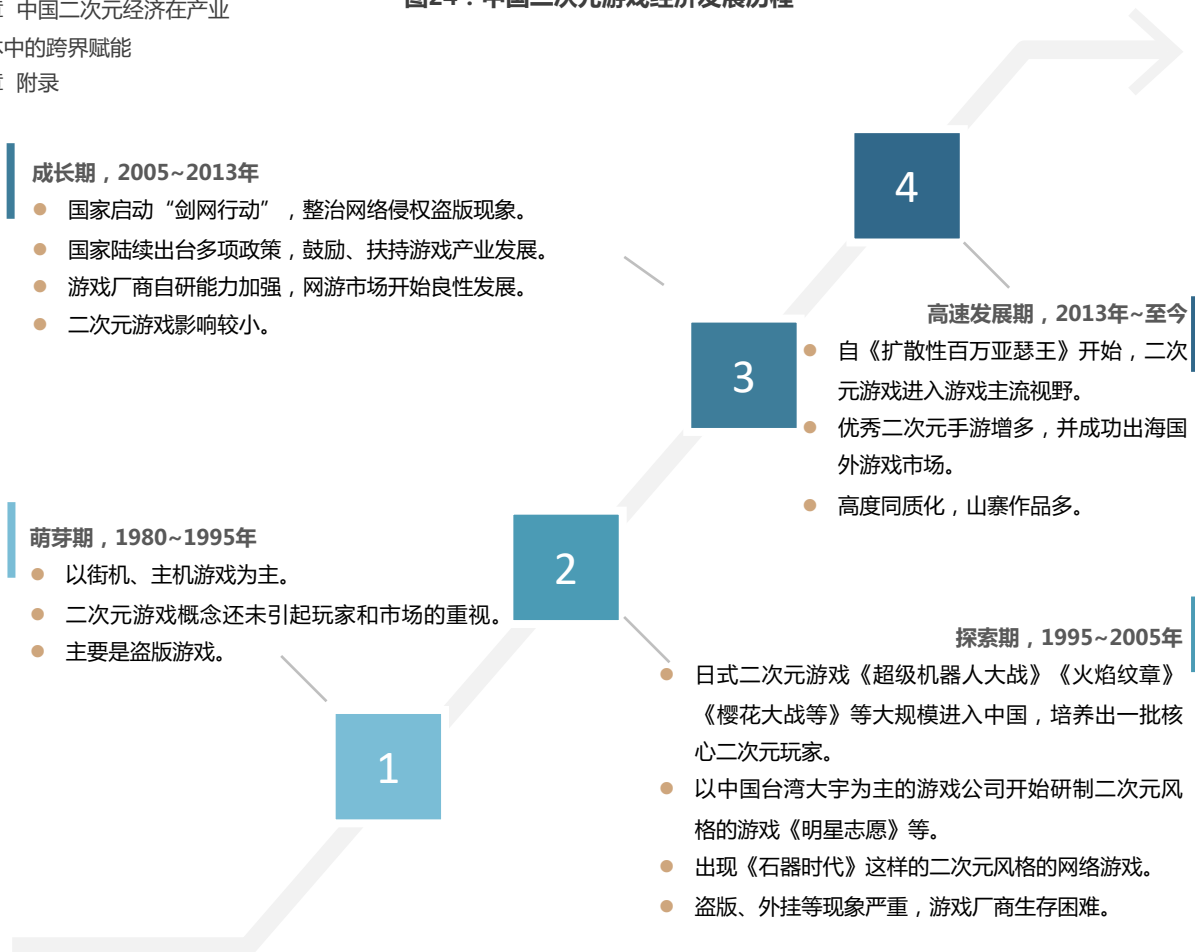 中国二次元经济在产业
中的跨界赋能
附录
图24：中国二次元游戏经济发展历程
成长期，2005~2013年
国家启动“剑网行动”，整治网络侵权盗版现象。
国家陆续出台多项政策，鼓励、扶持游戏产业发展。
游戏厂商自研能力加强，网游市场开始良性发展。
二次元游戏影响较小。
4
高速发展期，2013年~至今
自《扩散性百万亚瑟王》开始，二次
元游戏进入游戏主流视野。
优秀二次元手游增多，并成功出海国
外游戏市场。
高度同质化，山寨作品多。
3
萌芽期，1980~1995年
以街机、主机游戏为主。
二次元游戏概念还未引起玩家和市场的重视。
主要是盗版游戏。
2
探索期，1995~2005年
日式二次元游戏《超级机器人大战》《火焰纹章》
《樱花大战等》等大规模进入中国，培养出一批核
心二次元玩家。
以中国台湾大宇为主的游戏公司开始研制二次元风
格的游戏《明星志愿》等。
出现《石器时代》这样的二次元风格的网络游戏。
盗版、外挂等现象严重，游戏厂商生存困难。
1